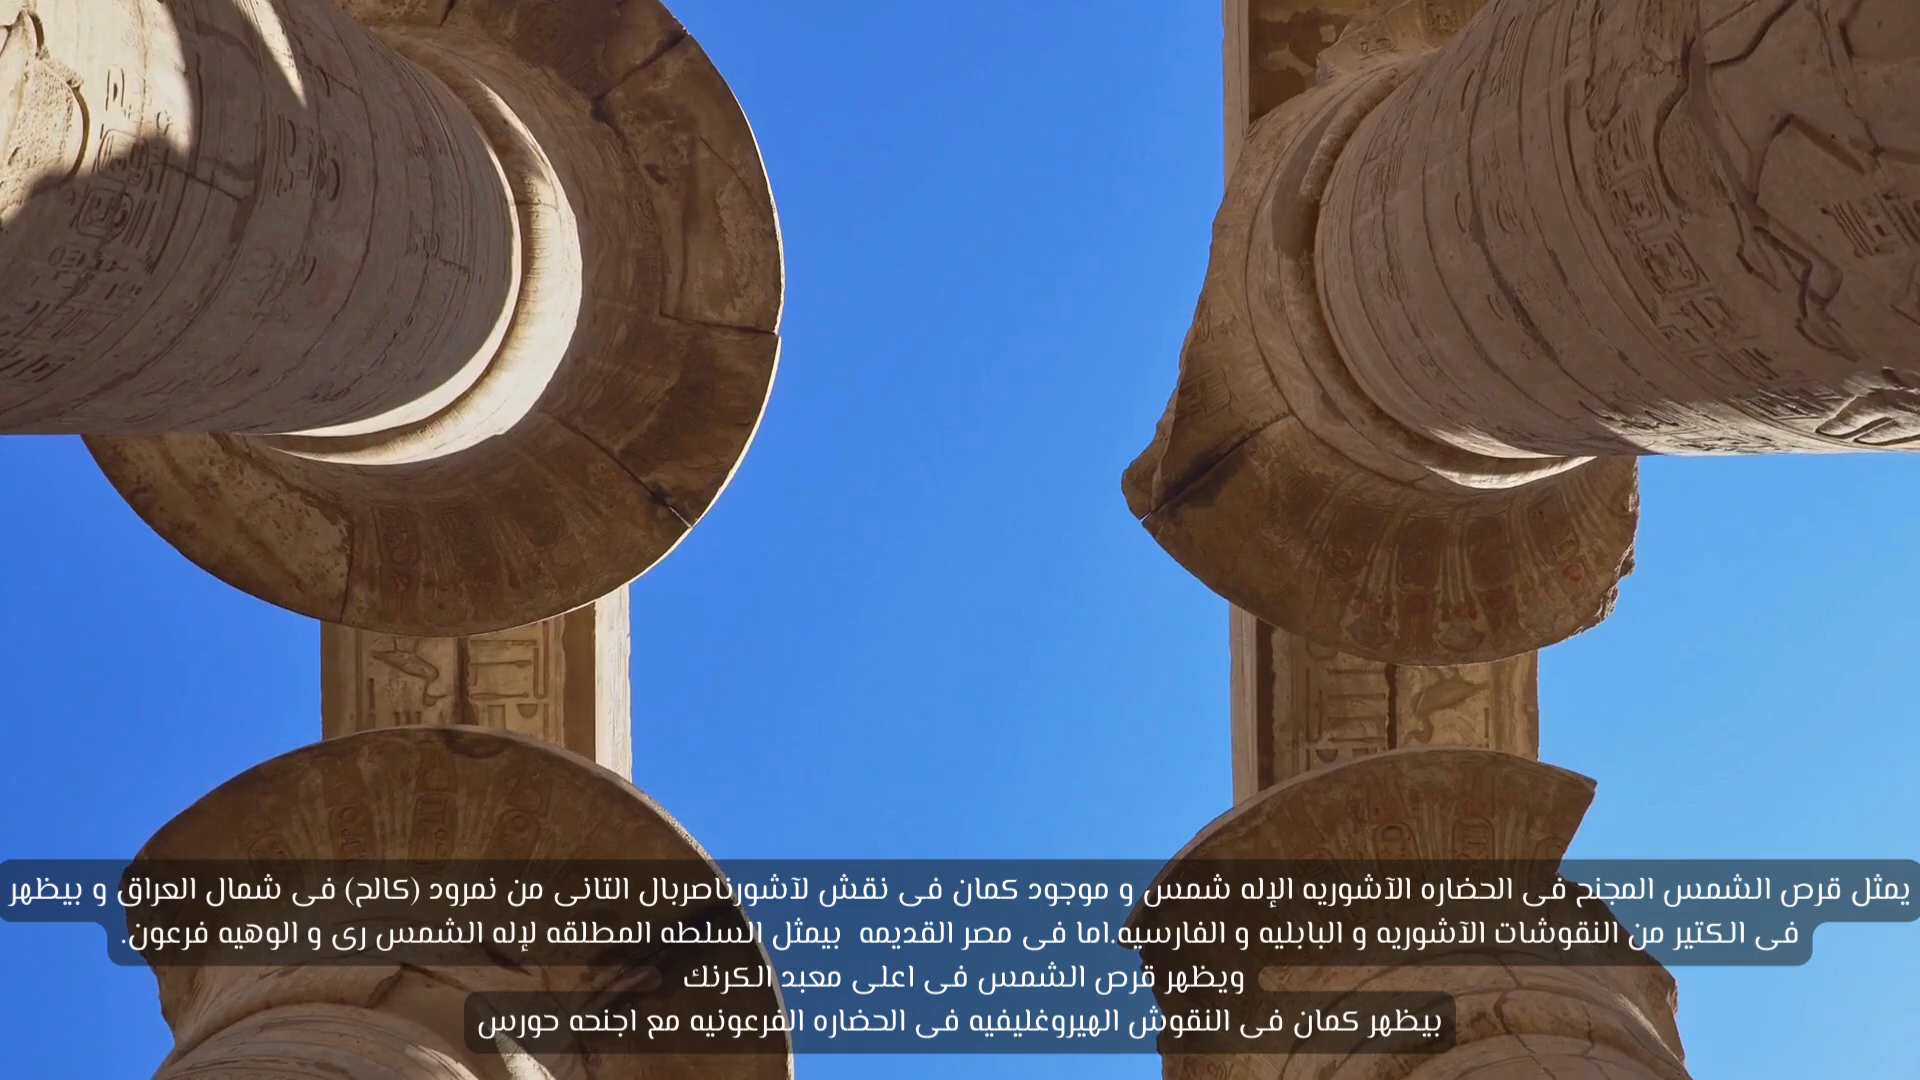 يمثل قرص الشمس المجنح فى الحضاره الآشوريه الإله شمس و موجود كمان فى نقش لآشورناصربال التانى من نمرود (كالح) فى شمال العراق و بيظهر
فى الكتير من النقوشات الآشوريه و البابليه و الفارسيه.اما فى مصر القديمه  بيمثل السلطه المطلقه لإله الشمس رى و الوهيه فرعون.
ويظهر قرص الشمس فى اعلى معبد الكرنك
بيظهر كمان فى النقوش الهيروغليفيه فى الحضاره الفرعونيه مع اجنحه حورس